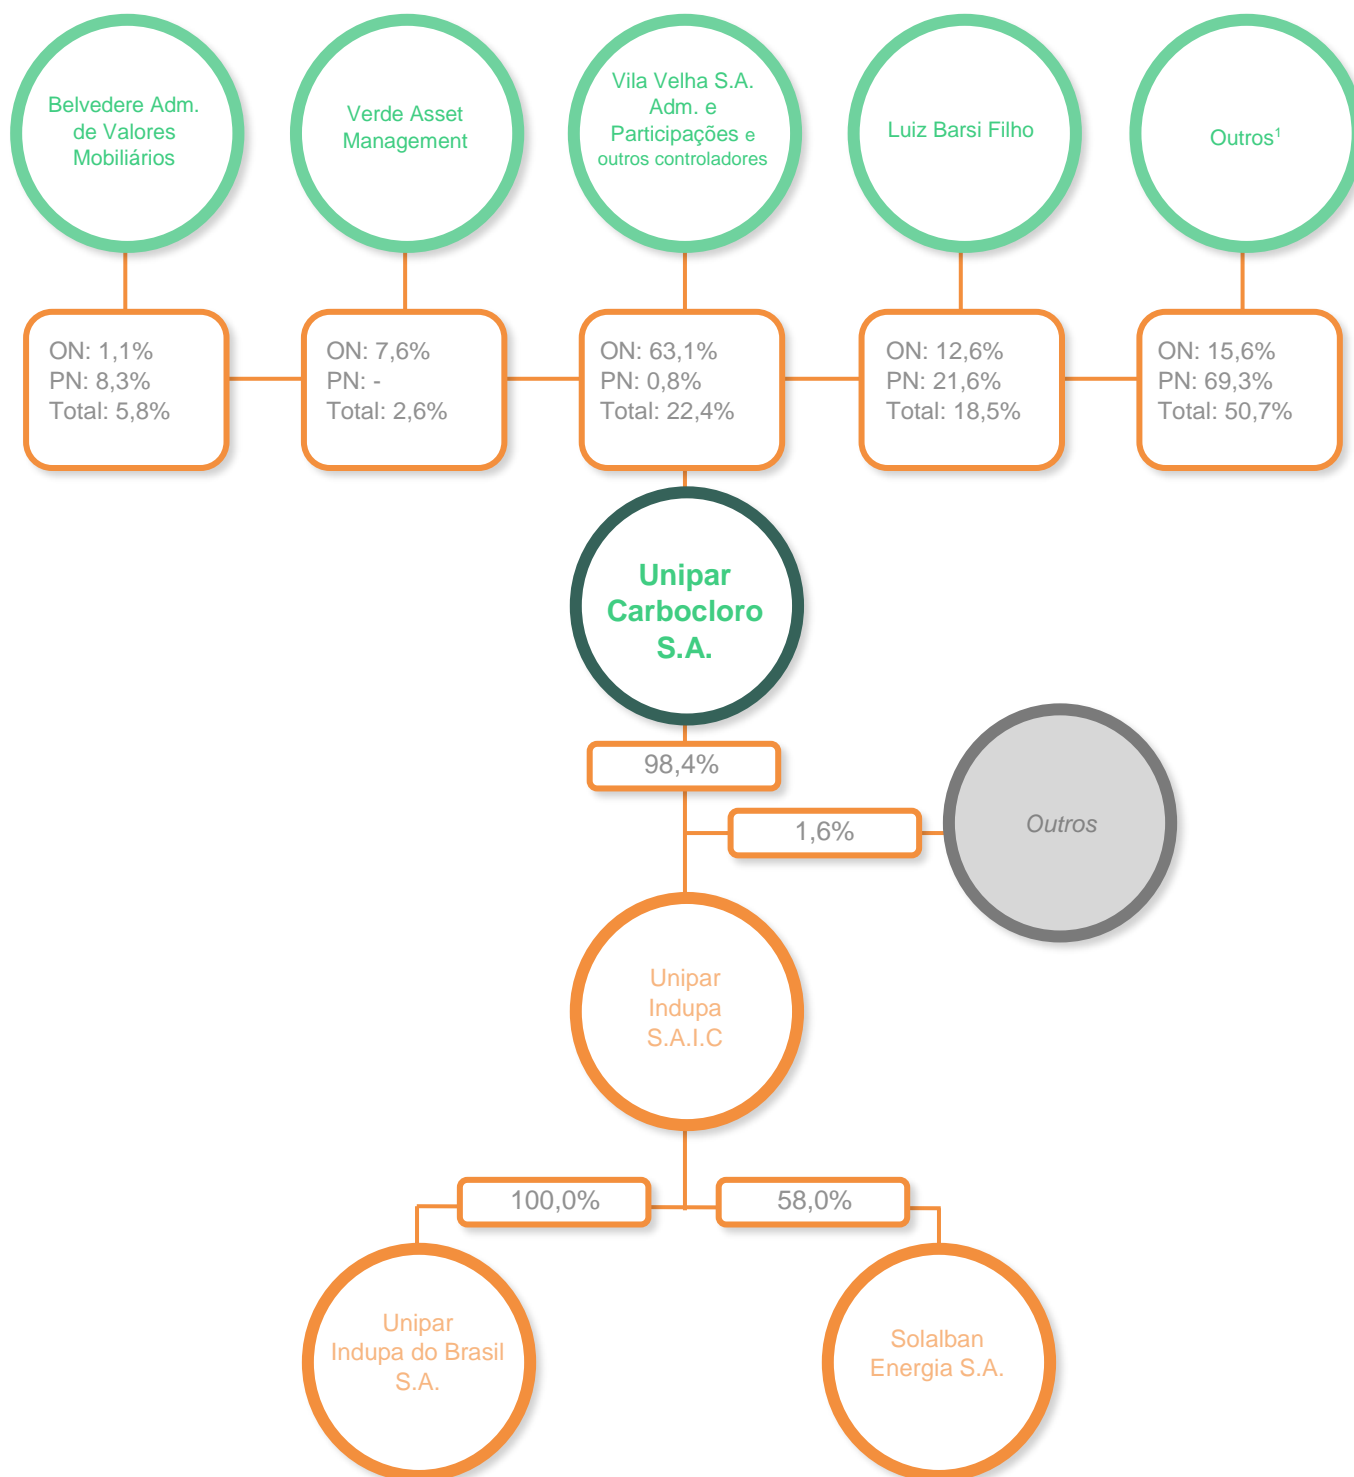 Belvedere Adm.
de Valores
Mobiliários
Verde Asset
Management
Vila Velha S.A.
Adm. e
Participações e
outros controladores
Luiz Barsi Filho
Outros¹
ON: 1,1%
PN: 8,3%
Total: 5,8%
ON: 7,6%
PN: -
Total: 2,6%
ON: 63,1%
PN: 0,8%
Total: 22,4%
ON: 12,6%
PN: 21,6%
Total: 18,5%
ON: 15,6%
PN: 69,3%
Total: 50,7%
Unipar
Carbocloro
S.A.
98,4%
1,6%
Outros
Unipar
Indupa
S.A.I.C
100,0%
58,0%
Unipar
Indupa do Brasil
S.A.
Solalban
Energia S.A.